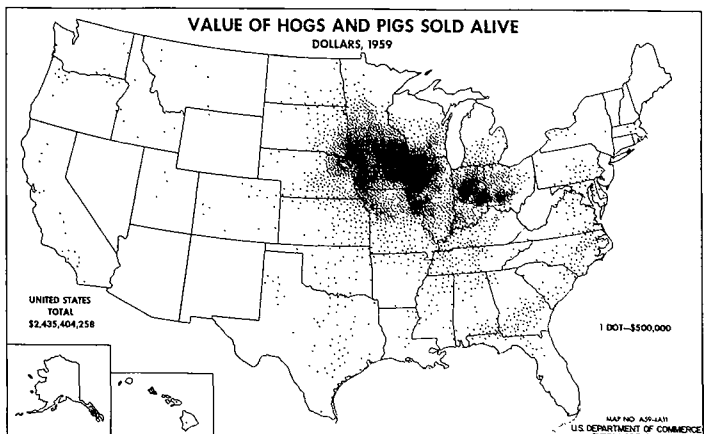 VALUE OF HOGS AND PIGS SOLD ALIVE
DOLLARS, 1959
UNITED STATES
TOTAL
$2,435,404,258
1 DOT—$500,000
MAP NO. A59-IA11
U.S. DEPARTMENT OF COMMERCE